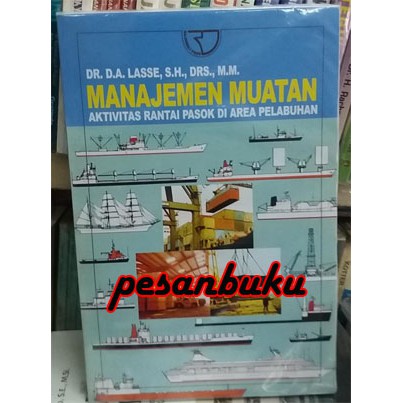 DR. D.A. LASSE, S.H., DRS., M.M.
MANAJEMEN MUATAN
AKTIVITAS RANTAI PASOK DI AREA PELABUHAN
pesanbuku